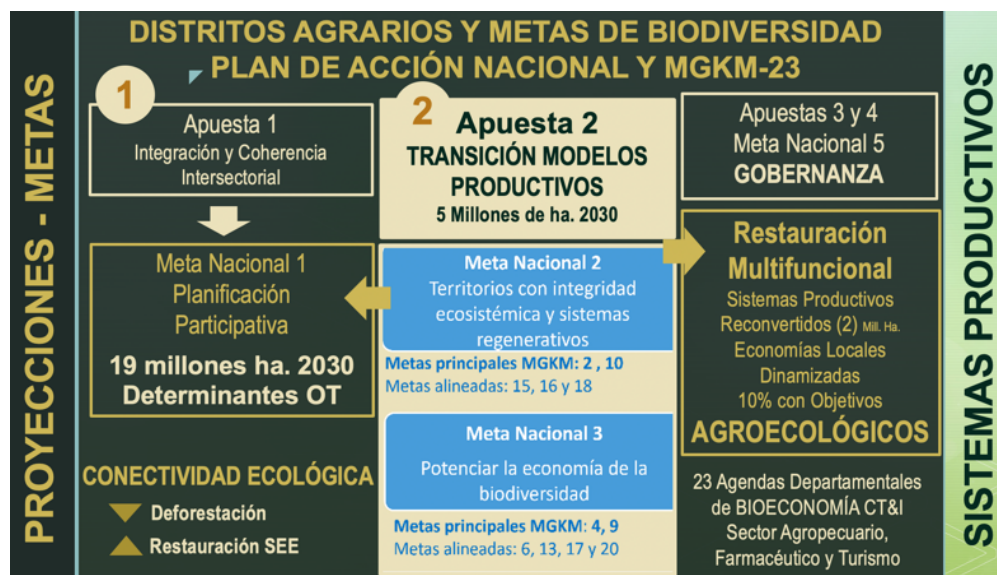 PROYECCIONES - METAS
DISTRITOS AGRARIOS Y METAS DE BIODIVERSIDAD
PLAN DE ACCIÓN NACIONAL Y MGKM-23
1
Apuesta 1
Integración y Coherencia
Intersectorial
Meta Nacional 1
Planificación
Participativa
19 millones ha. 2030
Determinantes OT
CONECTIVIDAD ECOLÓGICA
Deforestación
Restauración SEE
2
Apuesta 2
TRANSICIÓN MODELOS
PRODUCTIVOS
5 Millones de ha. 2030
Meta Nacional 2
Territorios con integridad
ecosistémica y sistemas
regenerativos
Metas principales MGKM: 2 , 10
Metas alineadas: 15, 16 y 18
Meta Nacional 3
Potenciar la economía de la
biodiversidad
Metas principales MGKM: 4, 9
Metas alineadas: 6, 13, 17 y 20
Apuestas 3 y 4
Meta Nacional 5
GOBERNANZA
Restauración
Multifuncional
Sistemas Productivos
Reconvertidos (2) Mill. Ha.
Economías Locales
Dinamizadas
10% con Objetivos
AGROECOLÓGICOS
23 Agendas Departamentales
de BIOECONOMÍA CT&I
Sector Agropecuario,
Farmacéutico y Turismo
SISTEMAS PRODUCTIVOS